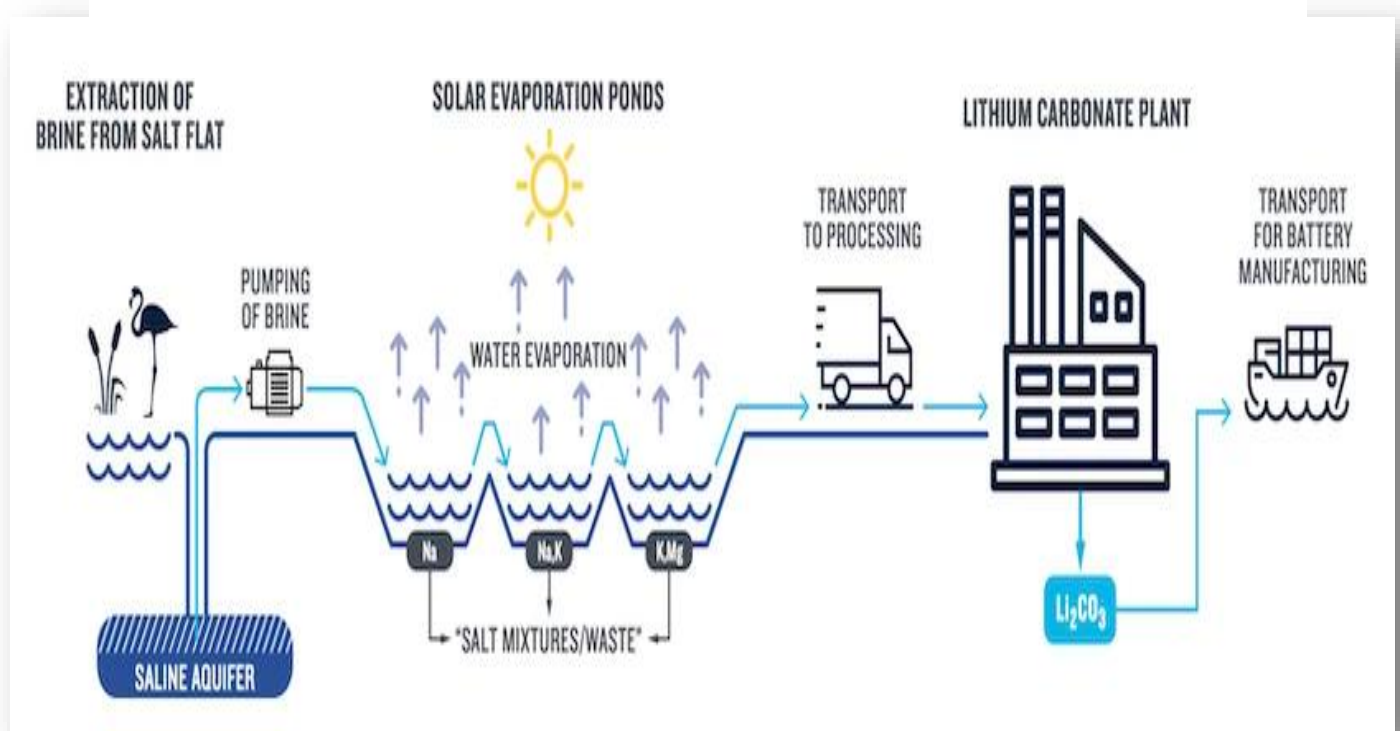 EXTRACTION OF
BRINE FROM SALT FLAT
SOLAR EVAPORATION PONDS
LITHIUM CARBONATE PLANT
PUMPING
OF BRINE
WATER EVAPORATION
TRANSPORT
TO PROCESSING
TRANSPORT
FOR BATTERY
MANUFACTURING
Na
Na,K
K,Mg
"SALT MIXTURES/WASTE"
Li₂CO₃
SALINE AQUIFER